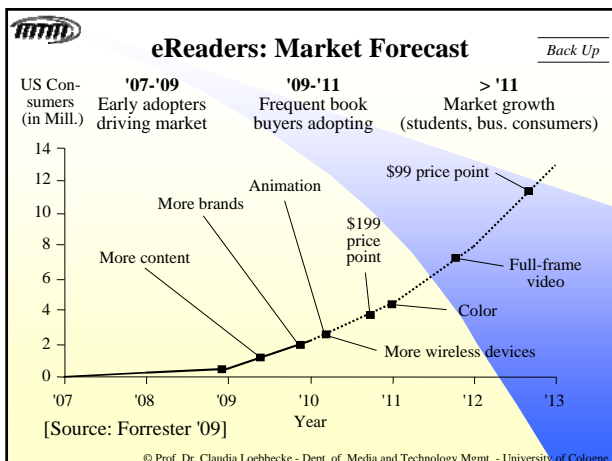 mtm
eReaders: Market Forecast
Back Up
US Con-
sumers
(in Mill.)
'07-'09
Early adopters
driving market
'09-'11
Frequent book
buyers adopting
> '11
Market growth
(students, bus. consumers)
14
12
10
8
6
4
2
0
$99 price point
Animation
More brands
$199
price
point
More content
Full-frame
video
Color
More wireless devices
'07
'08
'09
'10
'11
'12
'13
Year
[Source: Forrester '09]
© Prof. Dr. Claudia Loebbecke - Dept. of Media and Technology Mgmt. - University of Cologne